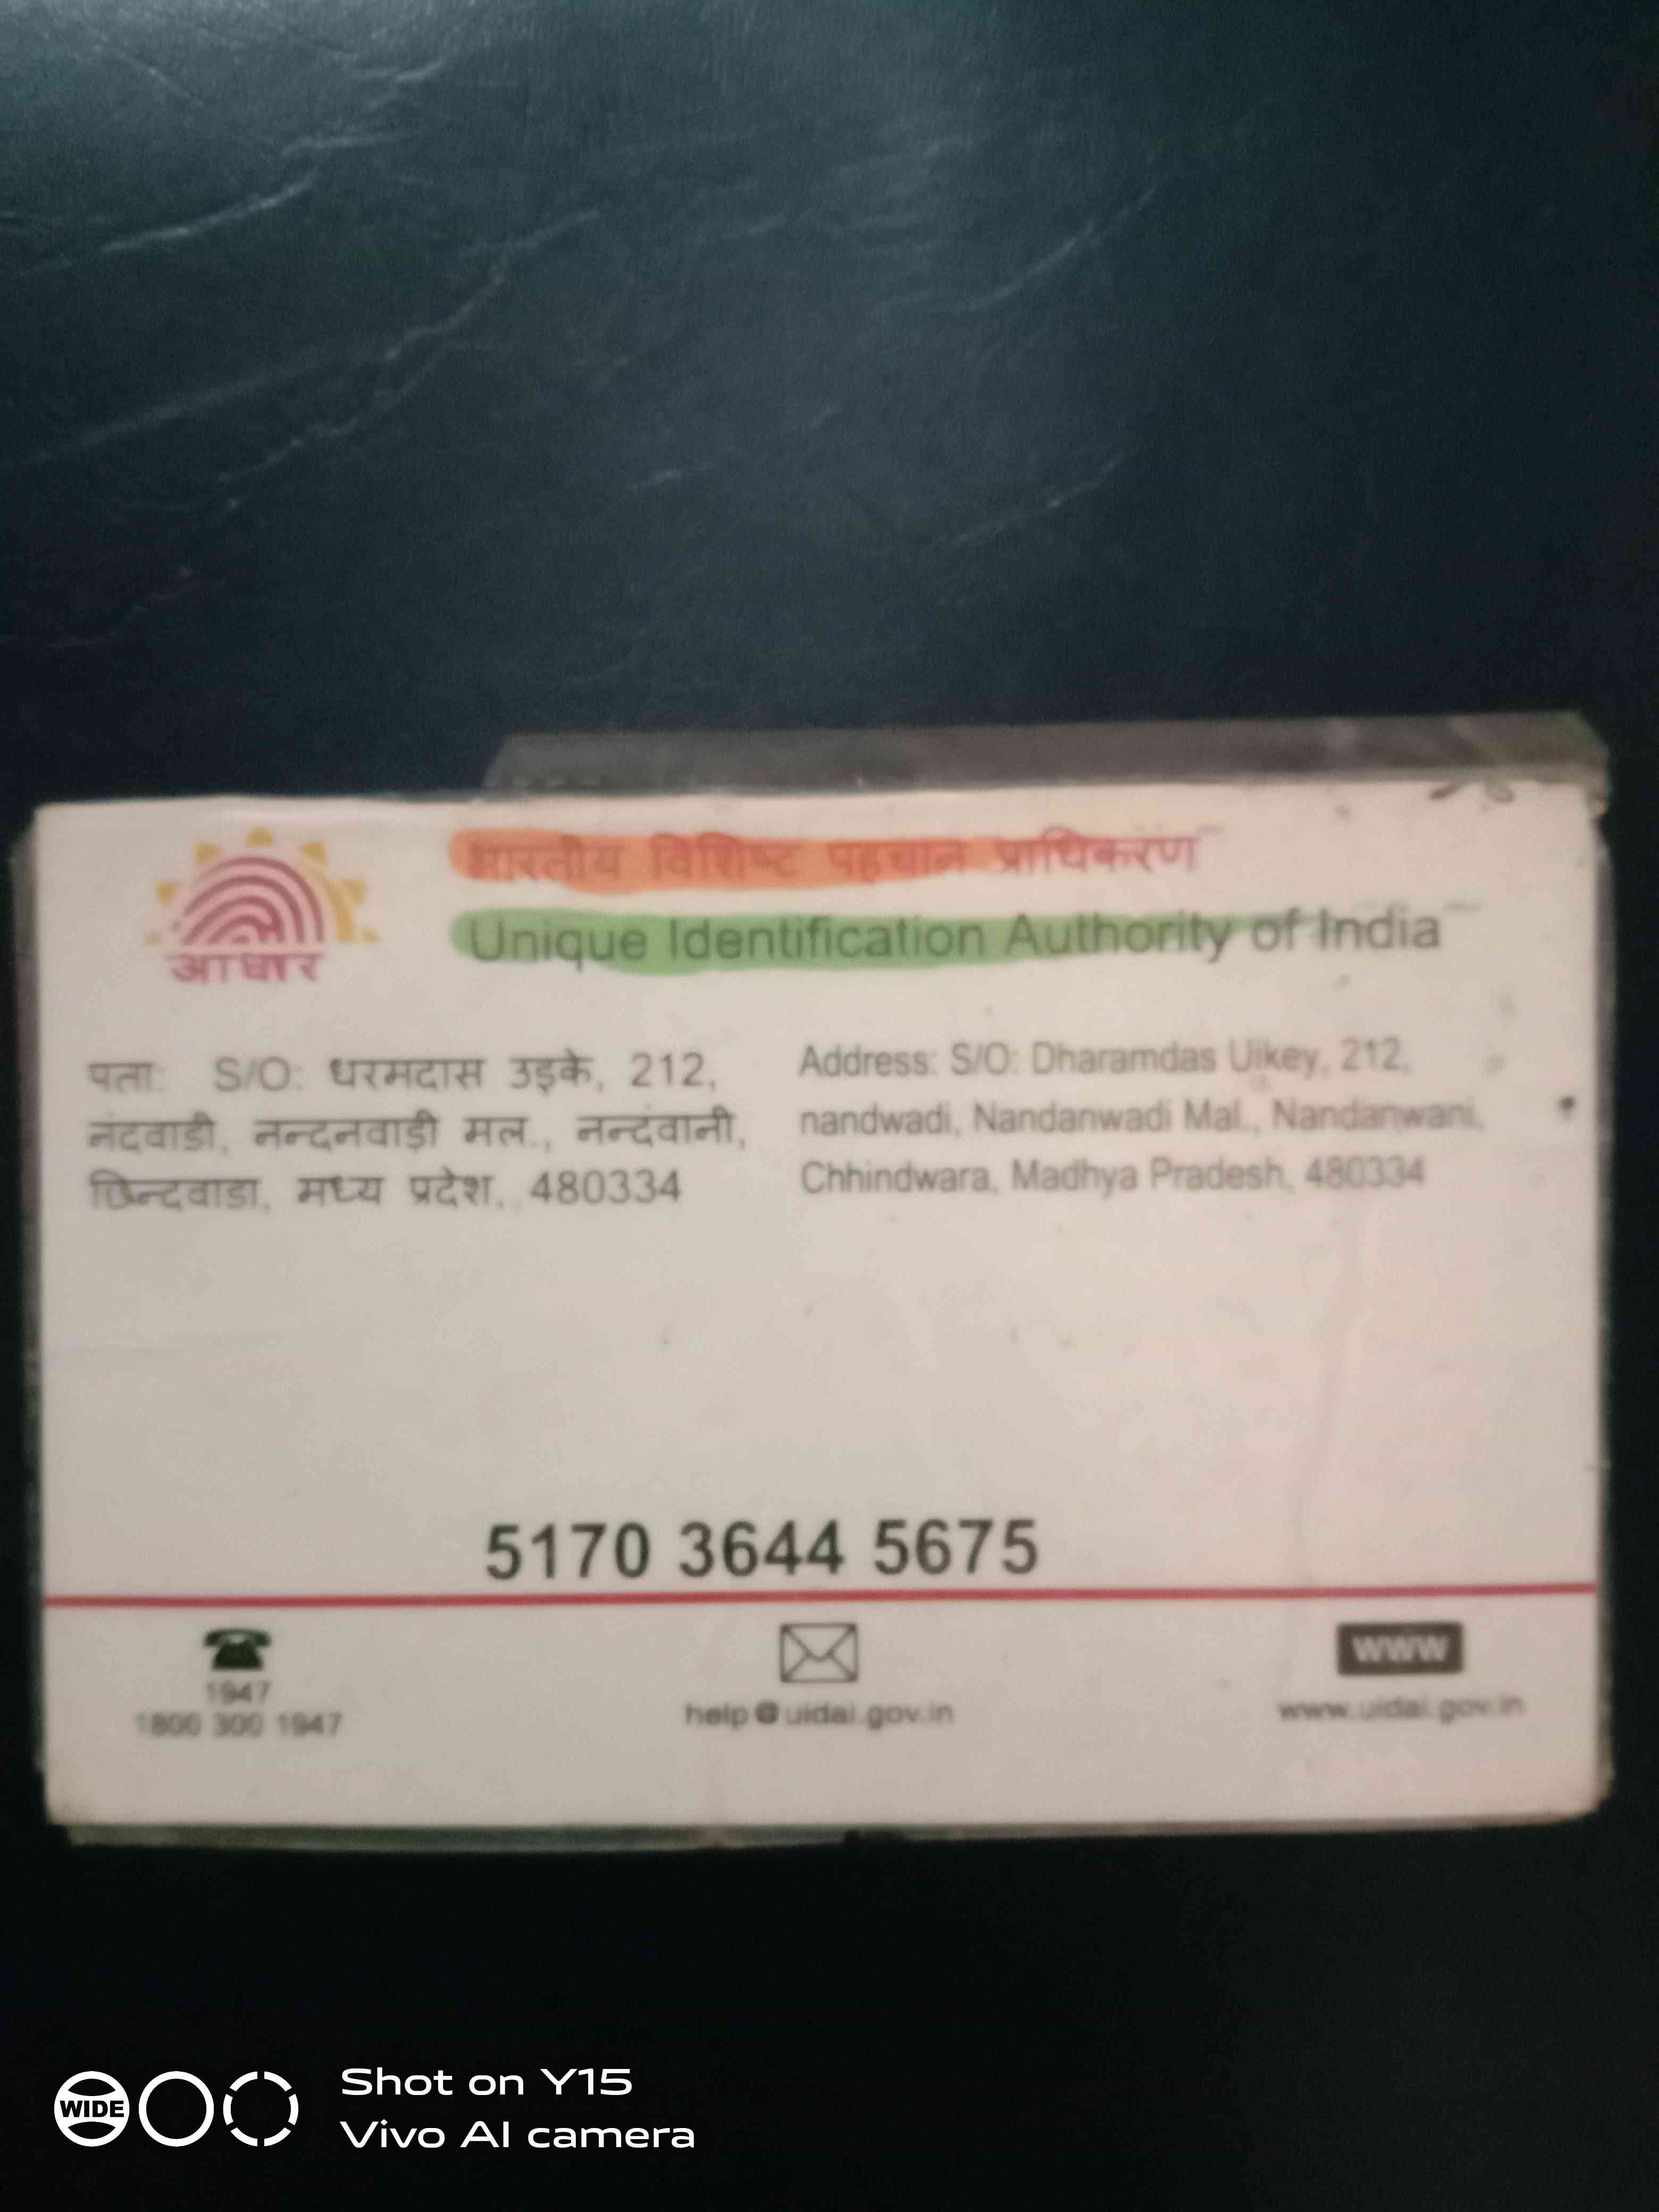 आधार
भारतीय विशिष्ट पहचान प्राधिकरण
Unique Identification Authority of India
पता: S/O: धरमदास उइके, 212,
नंदवाडी, नन्दनवाड़ी मल., नन्दंवानी,
छिन्दवाडा, मध्य प्रदेश, 480334
Address: S/O: Dharamdas Uikey, 212,
nandwadi, Nandanwadi Mal., Nandanwani,
Chhindwara, Madhya Pradesh, 480334
5170 3644 5675
1947
1800 300 1947
help@uidai.gov.in
www
www.uidai.gov.in
WIDE
Shot on Y15
Vivo AI camera